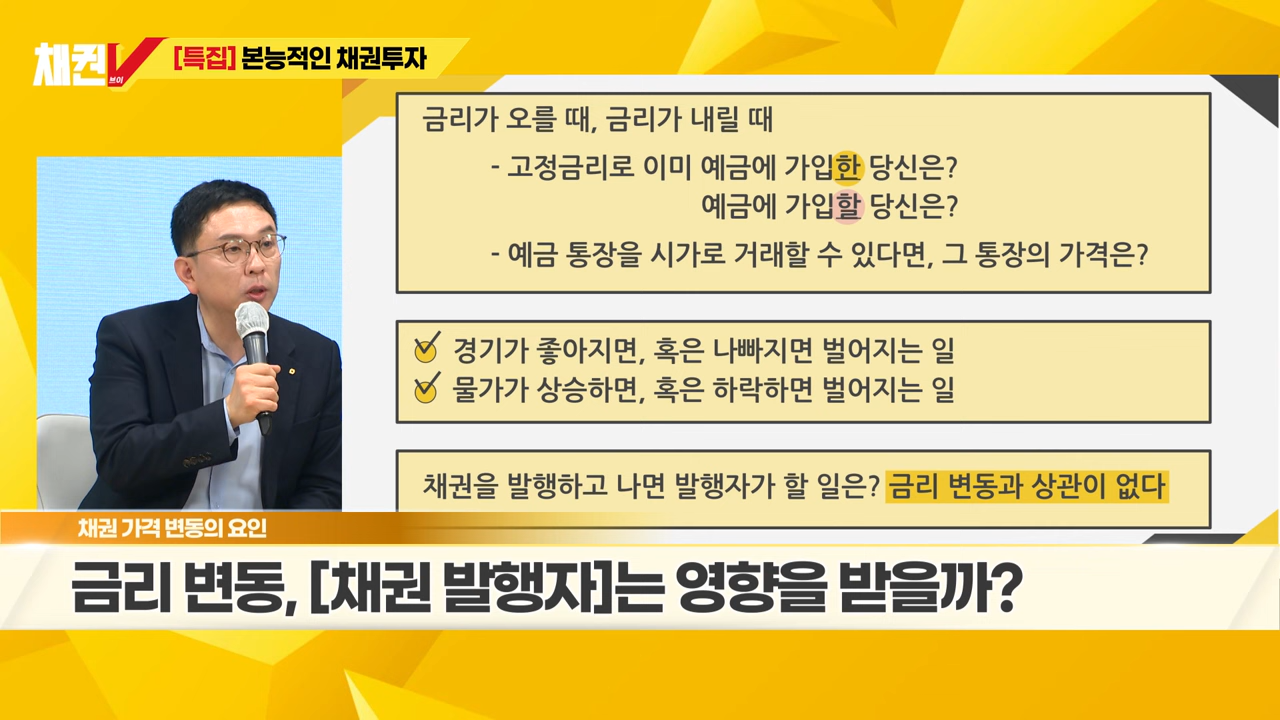 채권V
브이
[특집] 본능적인 채권투자
금리가 오를 때, 금리가 내릴 때
- 고정금리로 이미 예금에 가입한 당신은?
예금에 가입할 당신은?
- 예금 통장을 시가로 거래할 수 있다면, 그 통장의 가격은?
경기가 좋아지면, 혹은 나빠지면 벌어지는 일
물가가 상승하면, 혹은 하락하면 벌어지는 일
채권을 발행하고 나면 발행자가 할 일은? 금리 변동과 상관이 없다
채권 가격 변동의 요인
금리 변동, [채권 발행자]는 영향을 받을까?